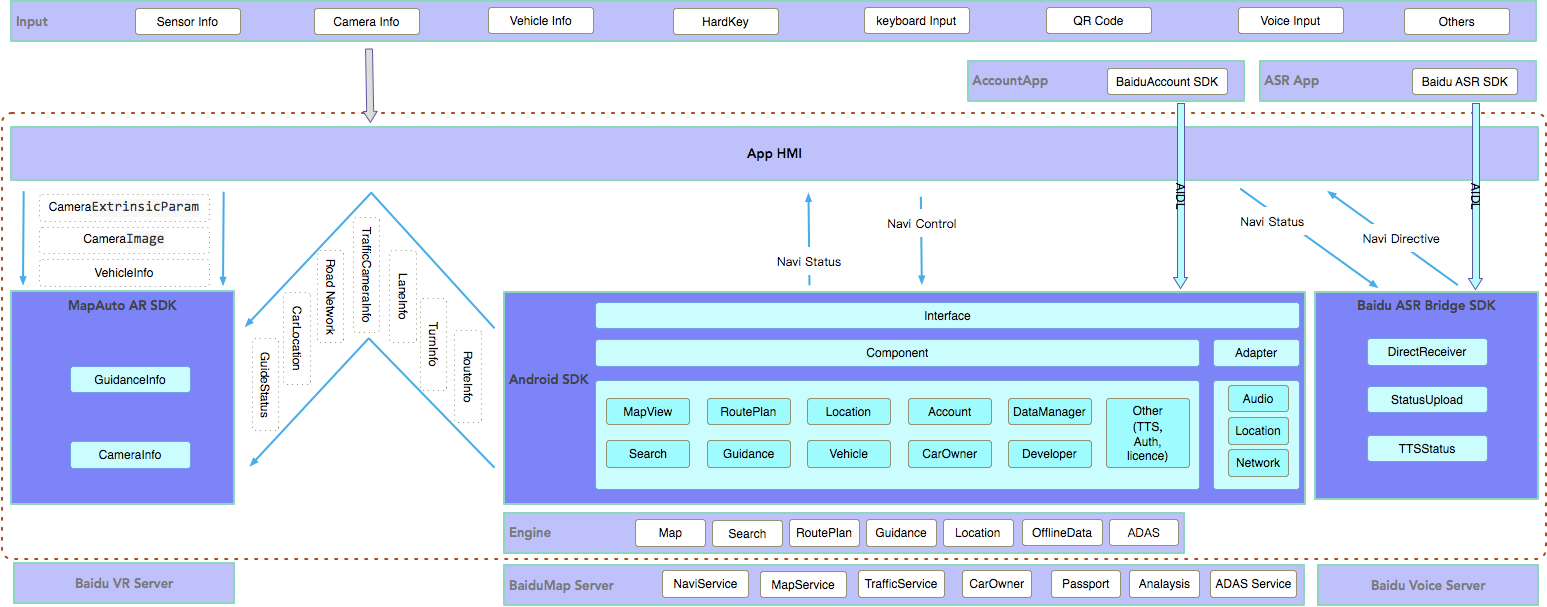 Input
Sensor Info
Camera Info
Vehicle Info
HardKey
keyboard Input
QR Code
Voice Input
Others
AccountApp
BaiduAccount SDK
ASR App
Baidu ASR SDK
App HMI
AIDL
AIDL
CameraExtrinsicParam
CameraImage
VehicleInfo
GuideStatus
CarLocation
Road Network
TrafficCameraInfo
LaneInfo
TurnInfo
RouteInfo
Navi Status
Navi Control
Navi Status
Navi Directive
MapAuto AR SDK
GuidanceInfo
CameraInfo
Android SDK
Interface
Component
Adapter
MapView
RoutePlan
Location
Account
DataManager
Other
(TTS,
Auth,
licence)
Search
Guidance
Vehicle
CarOwner
Developer
Audio
Location
Network
Baidu ASR Bridge SDK
DirectReceiver
StatusUpload
TTSStatus
Engine
Map
Search
RoutePlan
Guidance
Location
OfflineData
ADAS
Baidu VR Server
BaiduMap Server
NaviService
MapService
TrafficService
CarOwner
Passport
Analaysis
ADAS Service
Baidu Voice Server